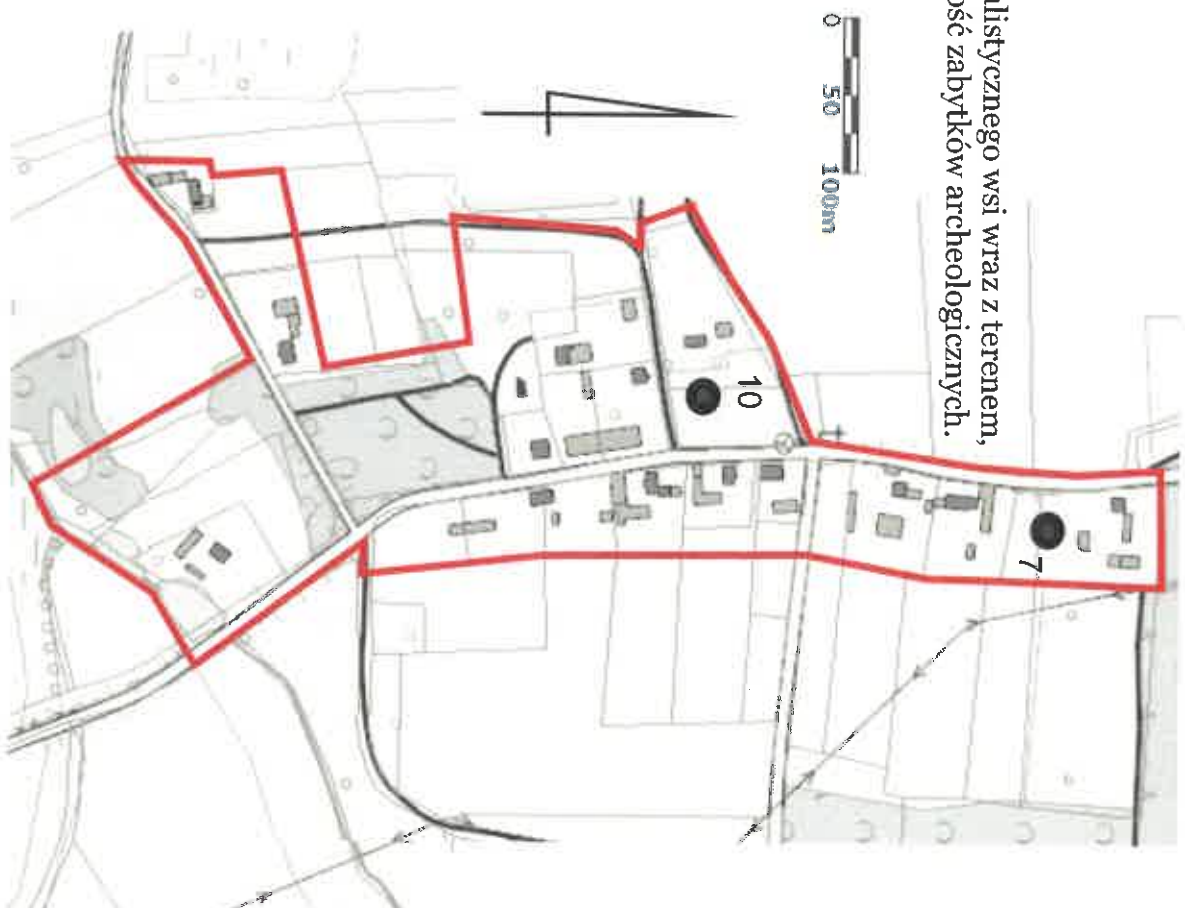 alistycznego wsi wraz z terenem,
ość zabytków archeologicznych.
0 50 100m
10
7